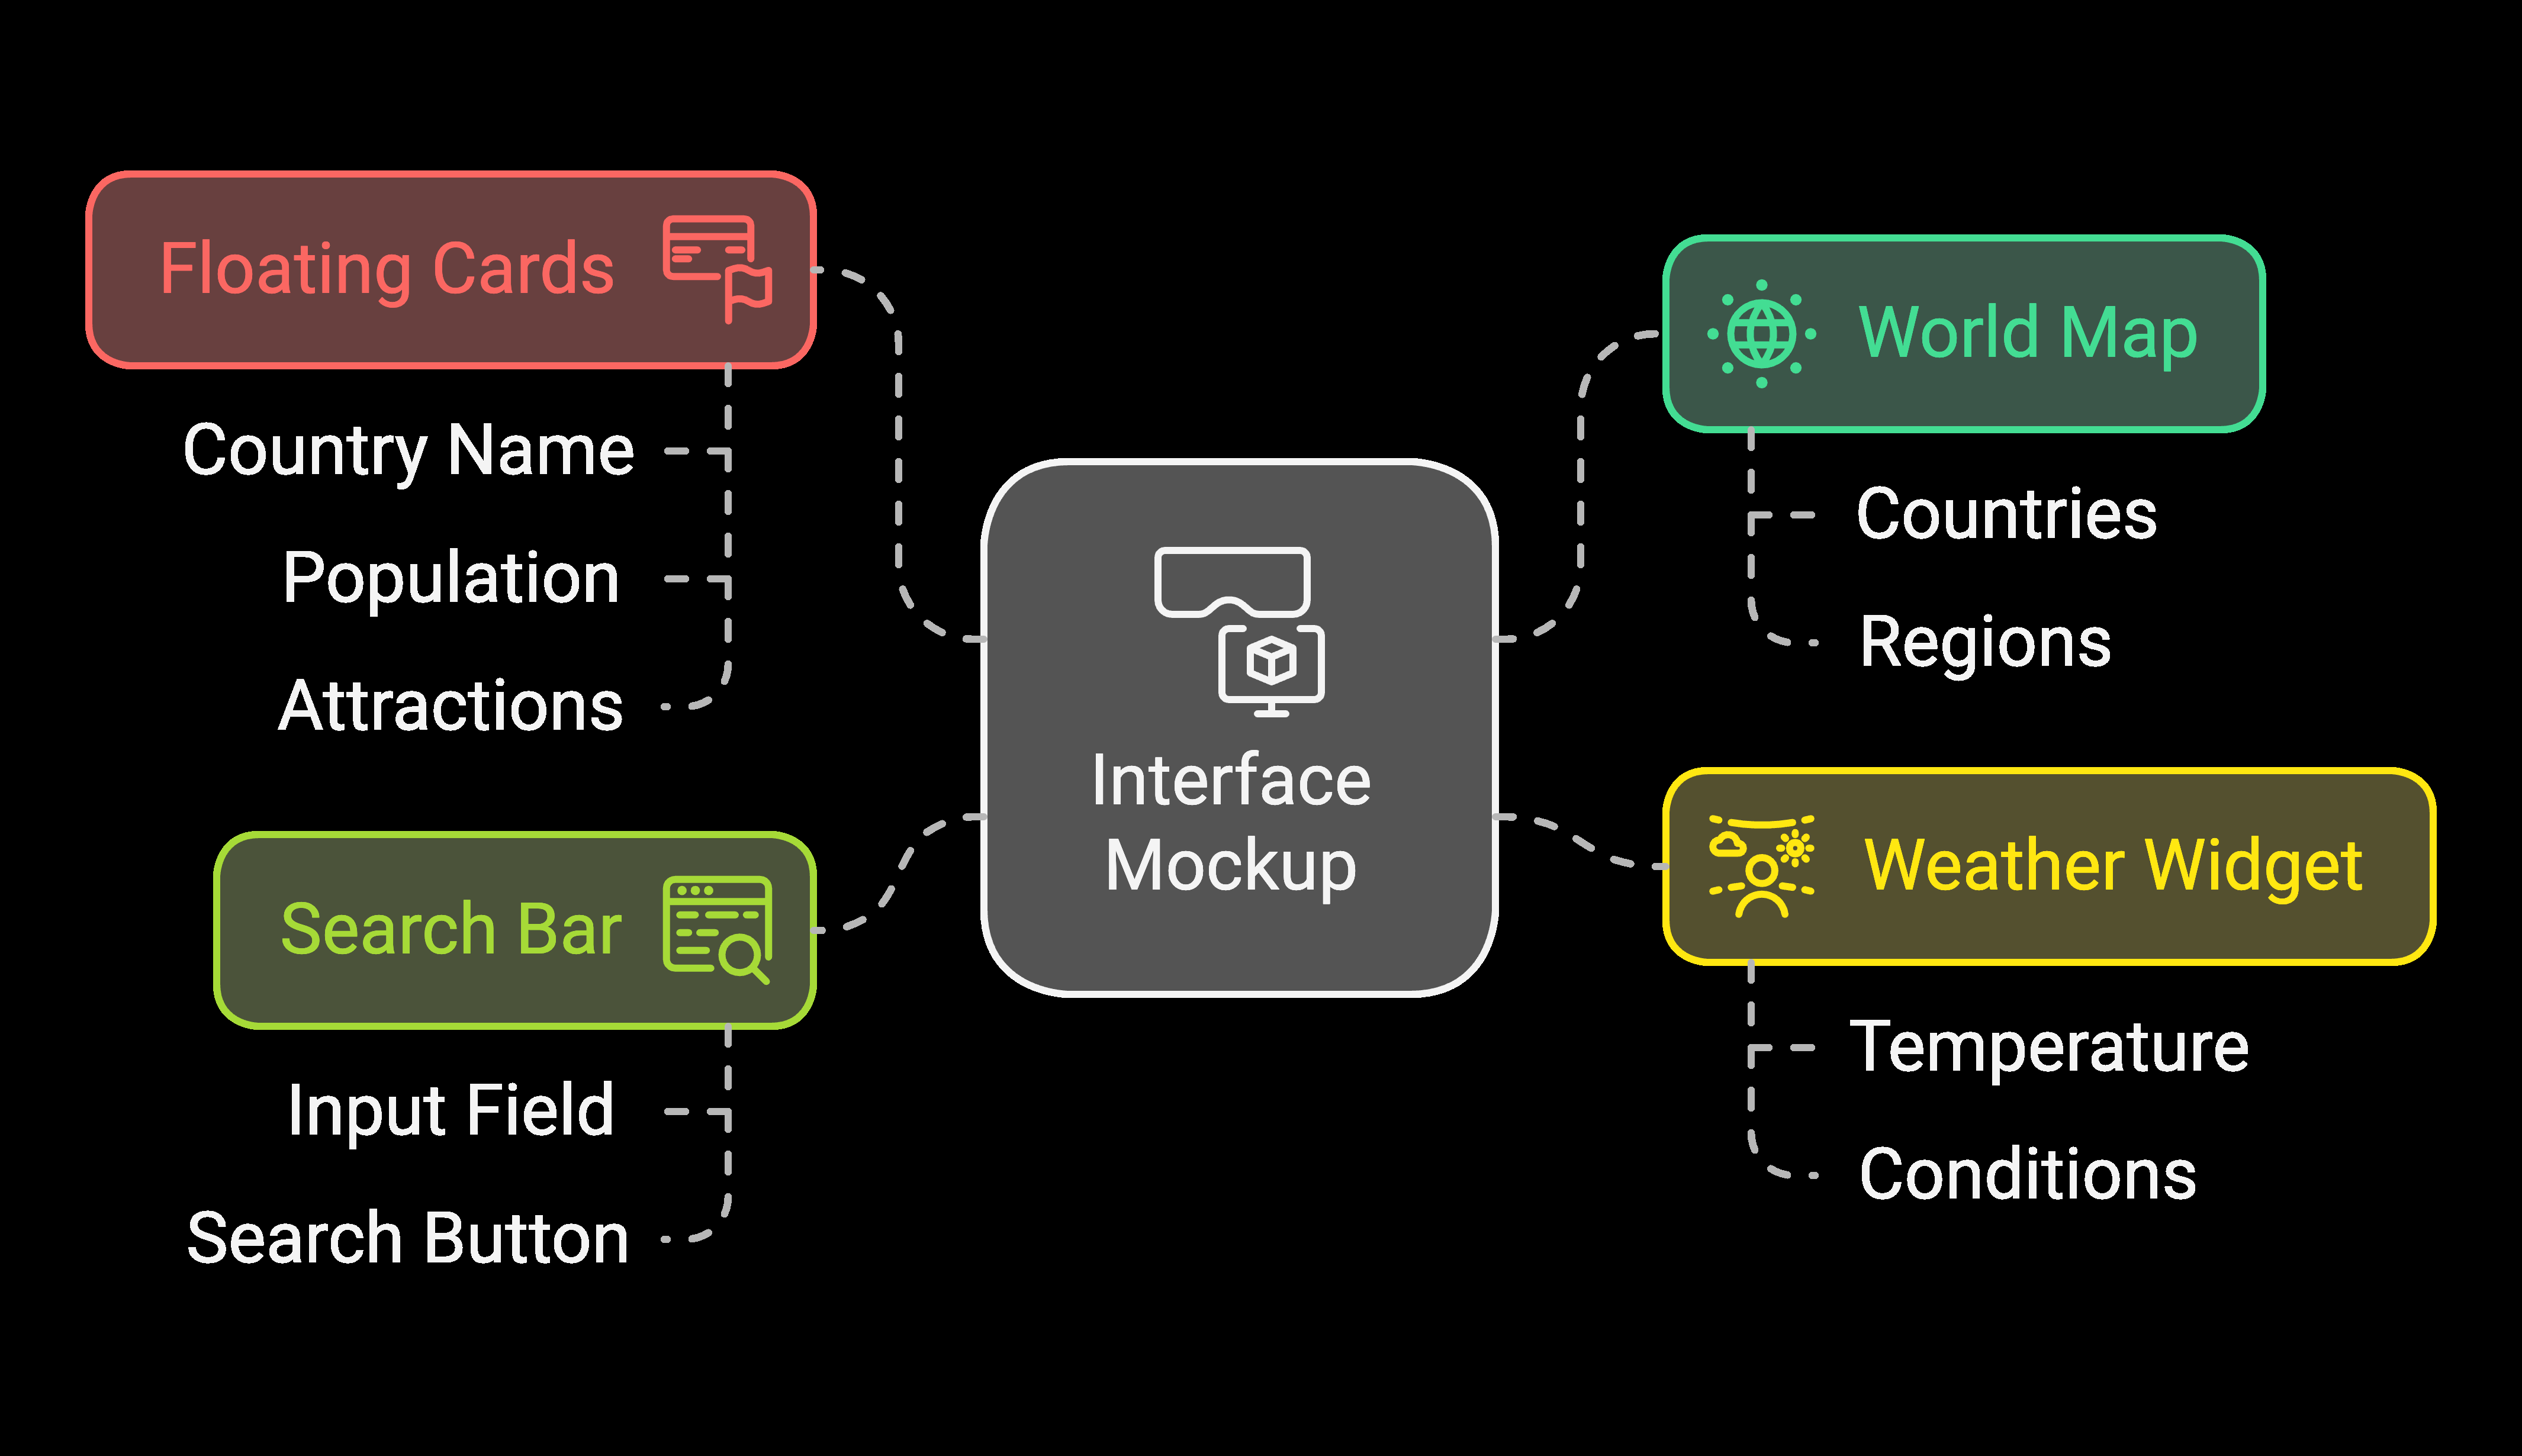 Floating Cards
Country Name
Population
Attractions
Search Bar
Input Field
Search Button
Interface
Mockup
World Map
Countries
Regions
Weather Widget
Temperature
Conditions